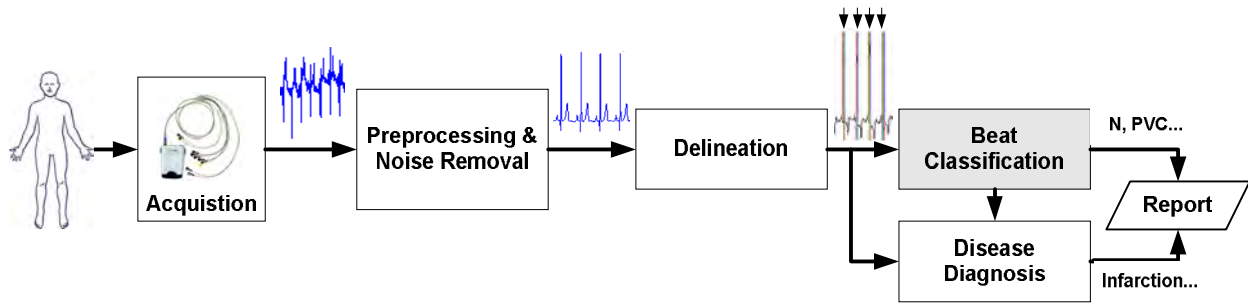 Acquistion
Preprocessing &
Noise Removal
Delineation
Beat
Classification
N, PVC...
Report
Disease
Diagnosis
Infarction...